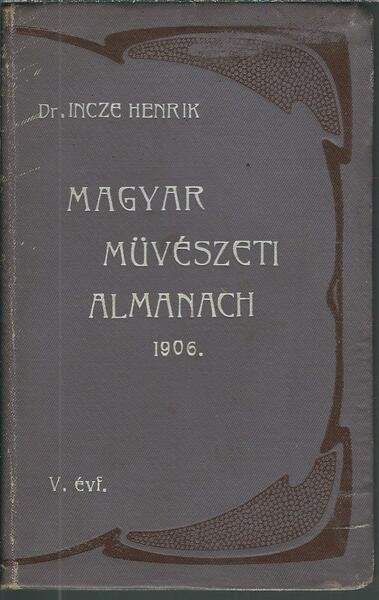 Dr. INCZE HENRIK
MAGYAR
MÜVÉSZETI
ALMANACH
1906.
V. évf.